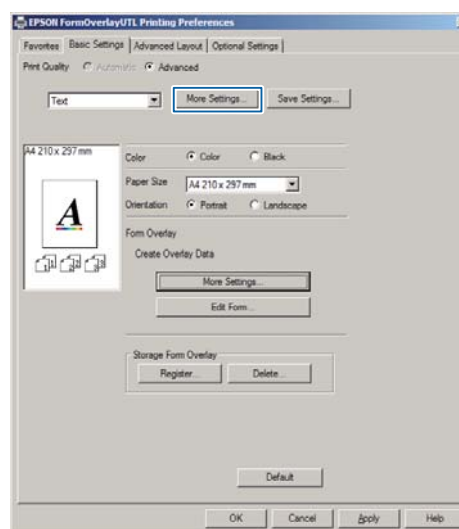 EPSON FormOverlayUTL Printing Preferences
Favorites Basic Settings Advanced Layout Optional Settings
Print Quality Automatic Advanced
Text More Settings... Save Settings...
A4 210 x 297 mm
Color Color Black
Paper Size A4 210 x 297 mm
Orientation Portrait Landscape
A
Form Overlay
Create Overlay Data
More Settings...
Edit Form...
Storage Form Overlay
Register... Delete...
Default
OK Cancel Apply Help